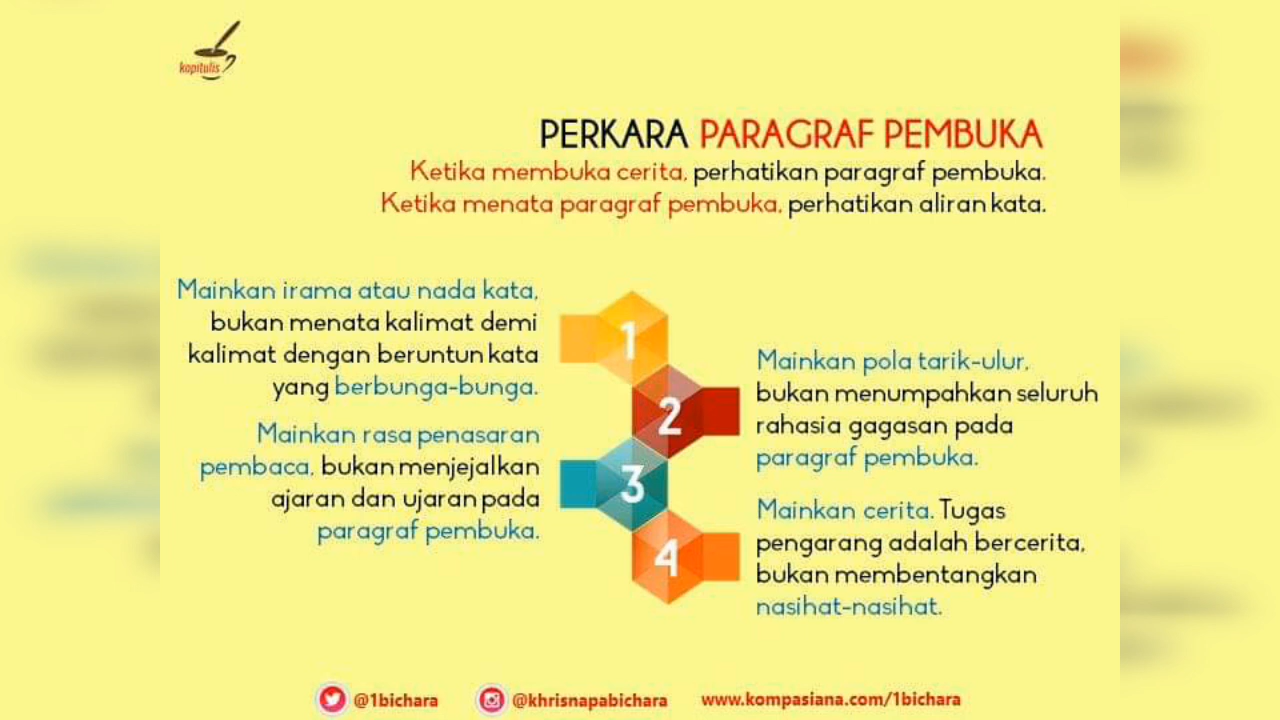 kopitulis
PERKARA PARAGRAF PEMBUKA
Ketika membuka cerita, perhatikan paragraf pembuka.
Ketika menata paragraf pembuka, perhatikan aliran kata.
1
Mainkan irama atau nada kata,
bukan menata kalimat demi
kalimat dengan beruntun kata
yang berbunga-bunga.
2
Mainkan pola tarik-ulur,
bukan menumpahkan seluruh
rahasia gagasan pada
paragraf pembuka.
3
Mainkan rasa penasaran
pembaca, bukan menjejalkan
ajaran dan ujaran pada
paragraf pembuka.
4
Mainkan cerita. Tugas
pengarang adalah bercerita,
bukan membentangkan
nasihat-nasihat.
@1bichara @khrisnapabichara www.kompasiana.com/1bichara